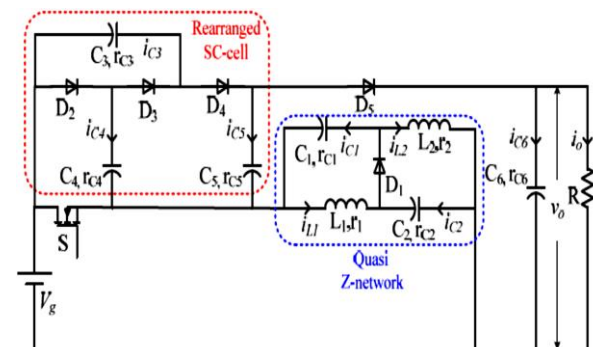 Rearranged
SC-cell
C3,rC3
iC3
D2
D3
D4
D5
iC4
iC5
C4,rC4
C5,rC5
C1,rC1
iC1
iL2
L2,r2
D1
iC6
io
C6,rC6
vo
R
S
iL1
L1,r1
C2,rC2
iC2
Vg
Quasi
Z-network